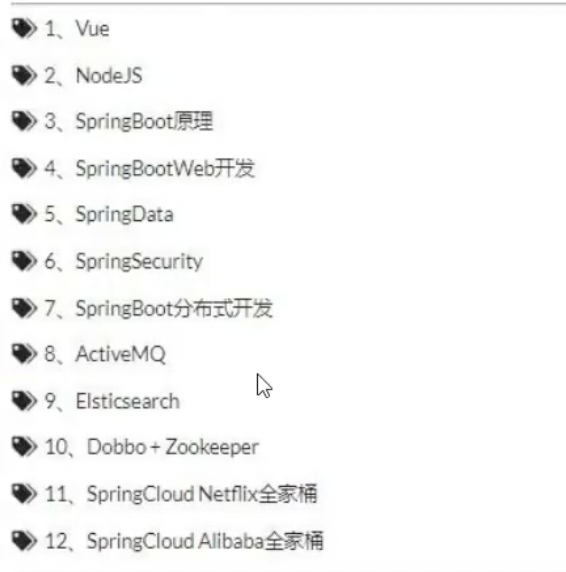 1、Vue
2、NodeJS
3、SpringBoot原理
4、SpringBootWeb开发
5、SpringData
6、SpringSecurity
7、SpringBoot分布式开发
8、ActiveMQ
9、Elsticsearch
10、Dobbo + Zookeeper
11、SpringCloud Netflix全家桶
12、SpringCloud Alibaba全家桶